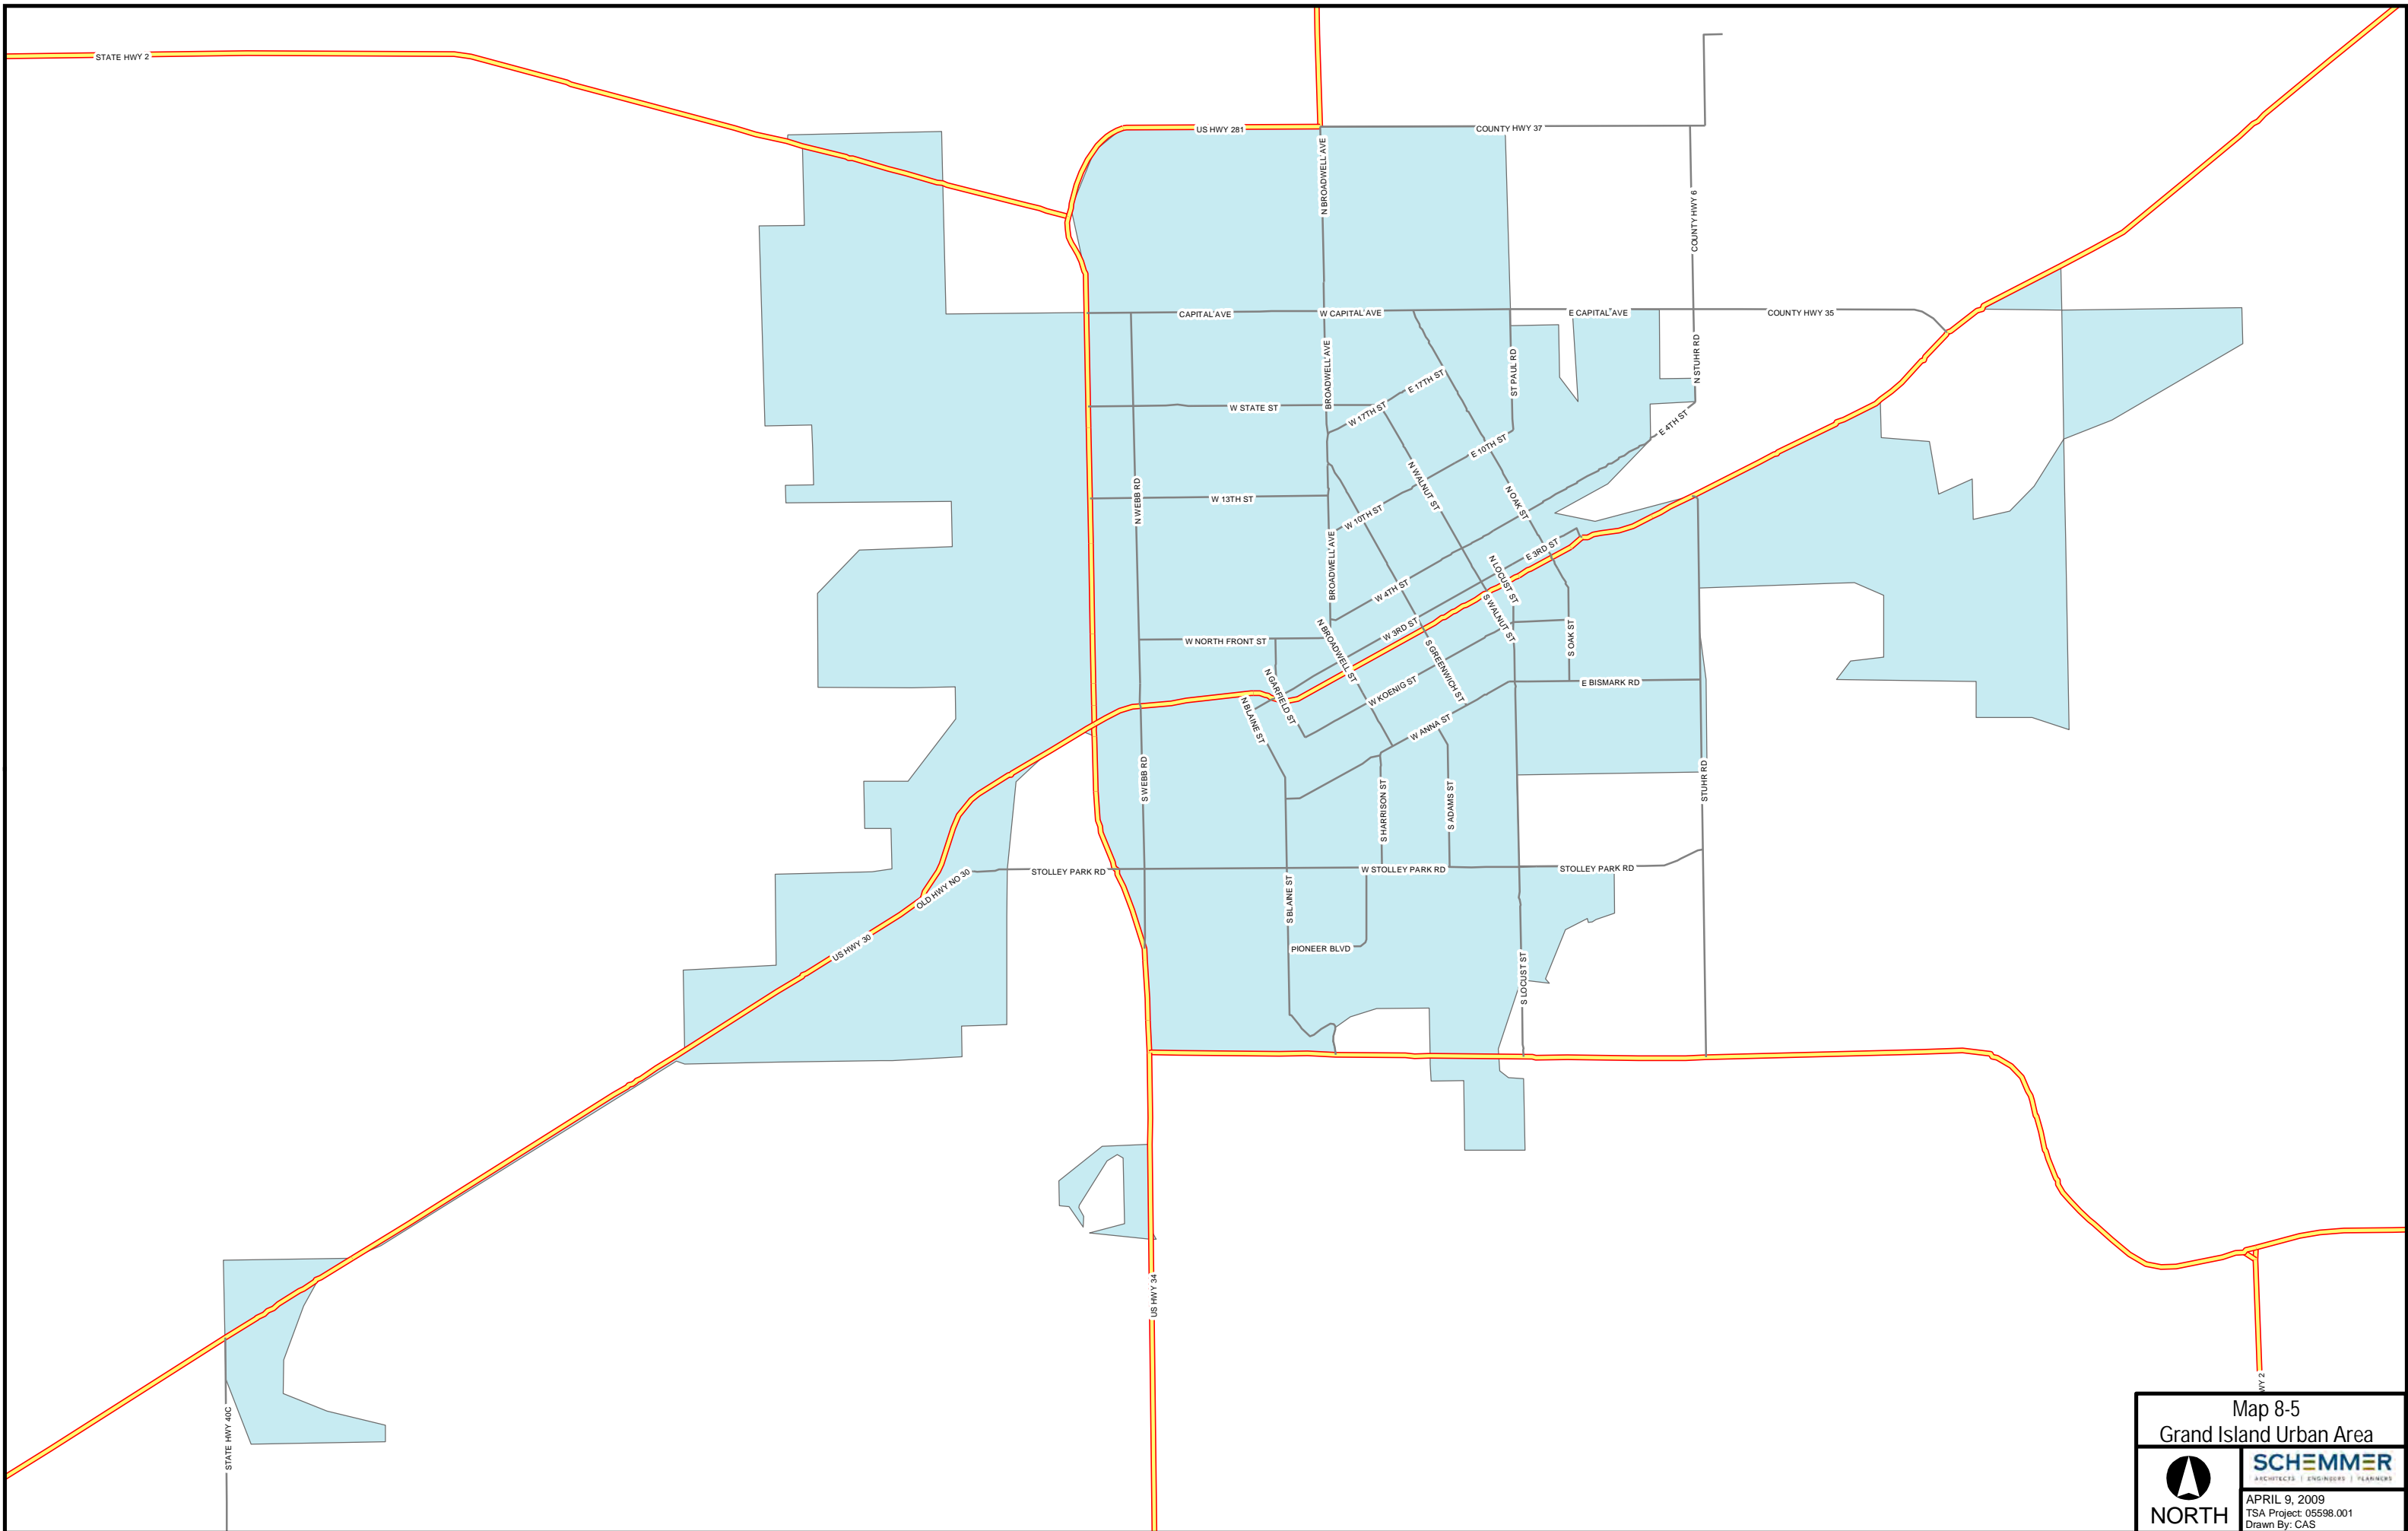 STATE HWY 2
US HWY 281
COUNTY HWY 37
N BROADWELL AVE
COUNTY HWY 6
CAPITAL AVE
W CAPITAL AVE
E CAPITAL AVE
COUNTY HWY 35
BROADWELL AVE
ST PAUL RD
N STUHR RD
E 17TH ST
W STATE ST
W 17TH ST
E 4TH ST
E 10TH ST
N WEBB RD
W 13TH ST
N WALNUT ST
N OAK ST
W 10TH ST
BROADWELL AVE
E 3RD ST
N LOCUST ST
W 4TH ST
S WALNUT ST
W NORTH FRONT ST
N BROADWELL ST
W 3RD ST
S GREENWICH ST
S OAK ST
N GARFIELD ST
W KOENIG ST
E BISMARK RD
N BLAINE ST
W ANNA ST
S WEBB RD
S HARRISON ST
S ADAMS ST
STUHR RD
STOLLEY PARK RD
W STOLLEY PARK RD
STOLLEY PARK RD
OLD HWY NO 30
S BLAINE ST
US HWY 30
PIONEER BLVD
S LOCUST ST
US HWY 34
STATE HWY 40C
WY 2
Map 8-5
Grand Island Urban Area
SCHEMMER
ARCHITECTS | ENGINEERS | PLANNERS
NORTH
APRIL 9, 2009
TSA Project: 05598.001
Drawn By: CAS